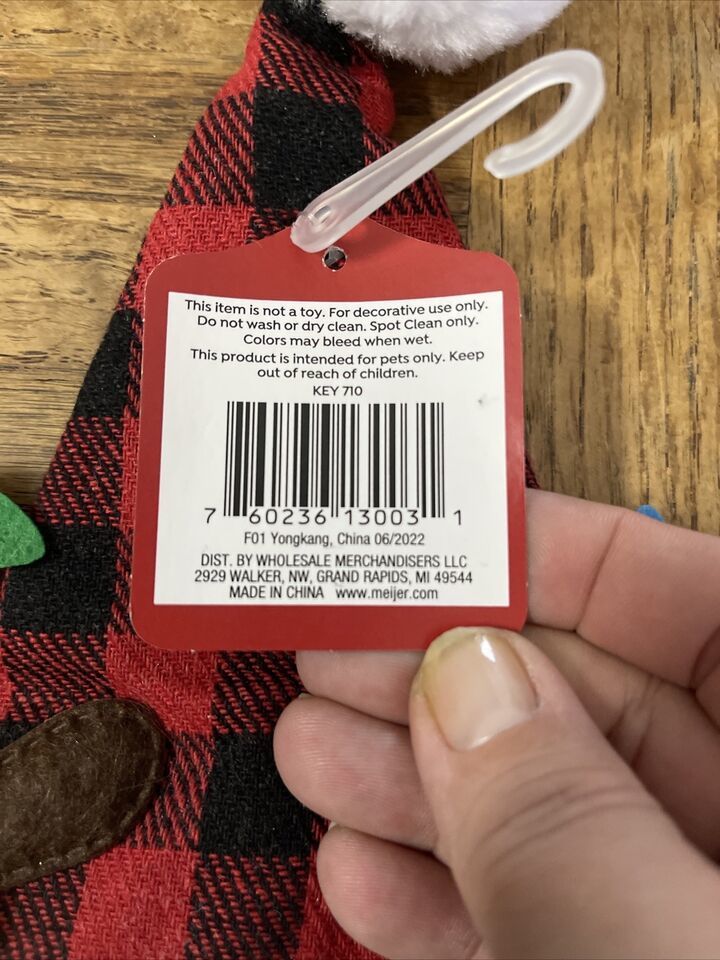 This item is not a toy. For decorative use only.
Do not wash or dry clean. Spot Clean only.
Colors may bleed when wet.
This product is intended for pets only. Keep
out of reach of children.
KEY 710
7 60236 13003 1
F01 Yongkang, China 06/2022
DIST. BY WHOLESALE MERCHANDISERS LLC
2929 WALKER, NW, GRAND RAPIDS, MI 49544
MADE IN CHINA www.meijer.com